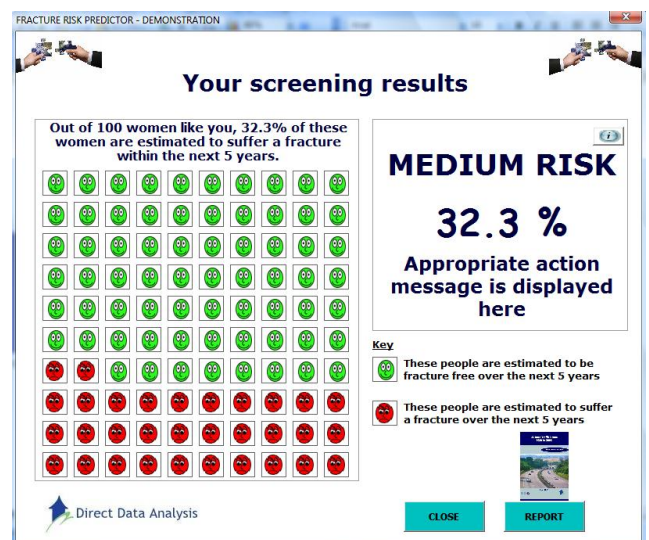 FRACTURE RISK PREDICTOR - DEMONSTRATION
Your screening results
Out of 100 women like you, 32.3% of these
women are estimated to suffer a fracture
within the next 5 years.
MEDIUM RISK
32.3 %
Appropriate action
message is displayed
here
Key
These people are estimated to be
fracture free over the next 5 years
These people are estimated to suffer
a fracture over the next 5 years
Direct Data Analysis
CLOSE
REPORT